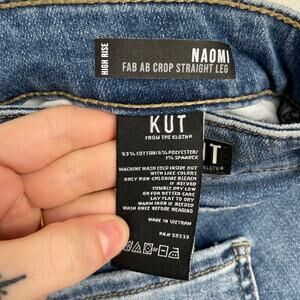 HIGH RISE
NAOMI
FAB AB CROP STRAIGHT LEG
KUT
FROM THE KLOTH®
93% COTTON/6% POLYESTER/
1% SPANDEX
MACHINE WASH COLD INSIDE OUT
WITH LIKE COLORS
ONLY NON-CHLORINE BLEACH
IF NEEDED
TUMBLE DRY LOW
OR FOR BETTER CARE
LAY FLAT TO DRY
WARM IRON IF NEEDED
WASH ONCE BEFORE WEARING
MADE IN VIETNAM
UT
KLOTH®